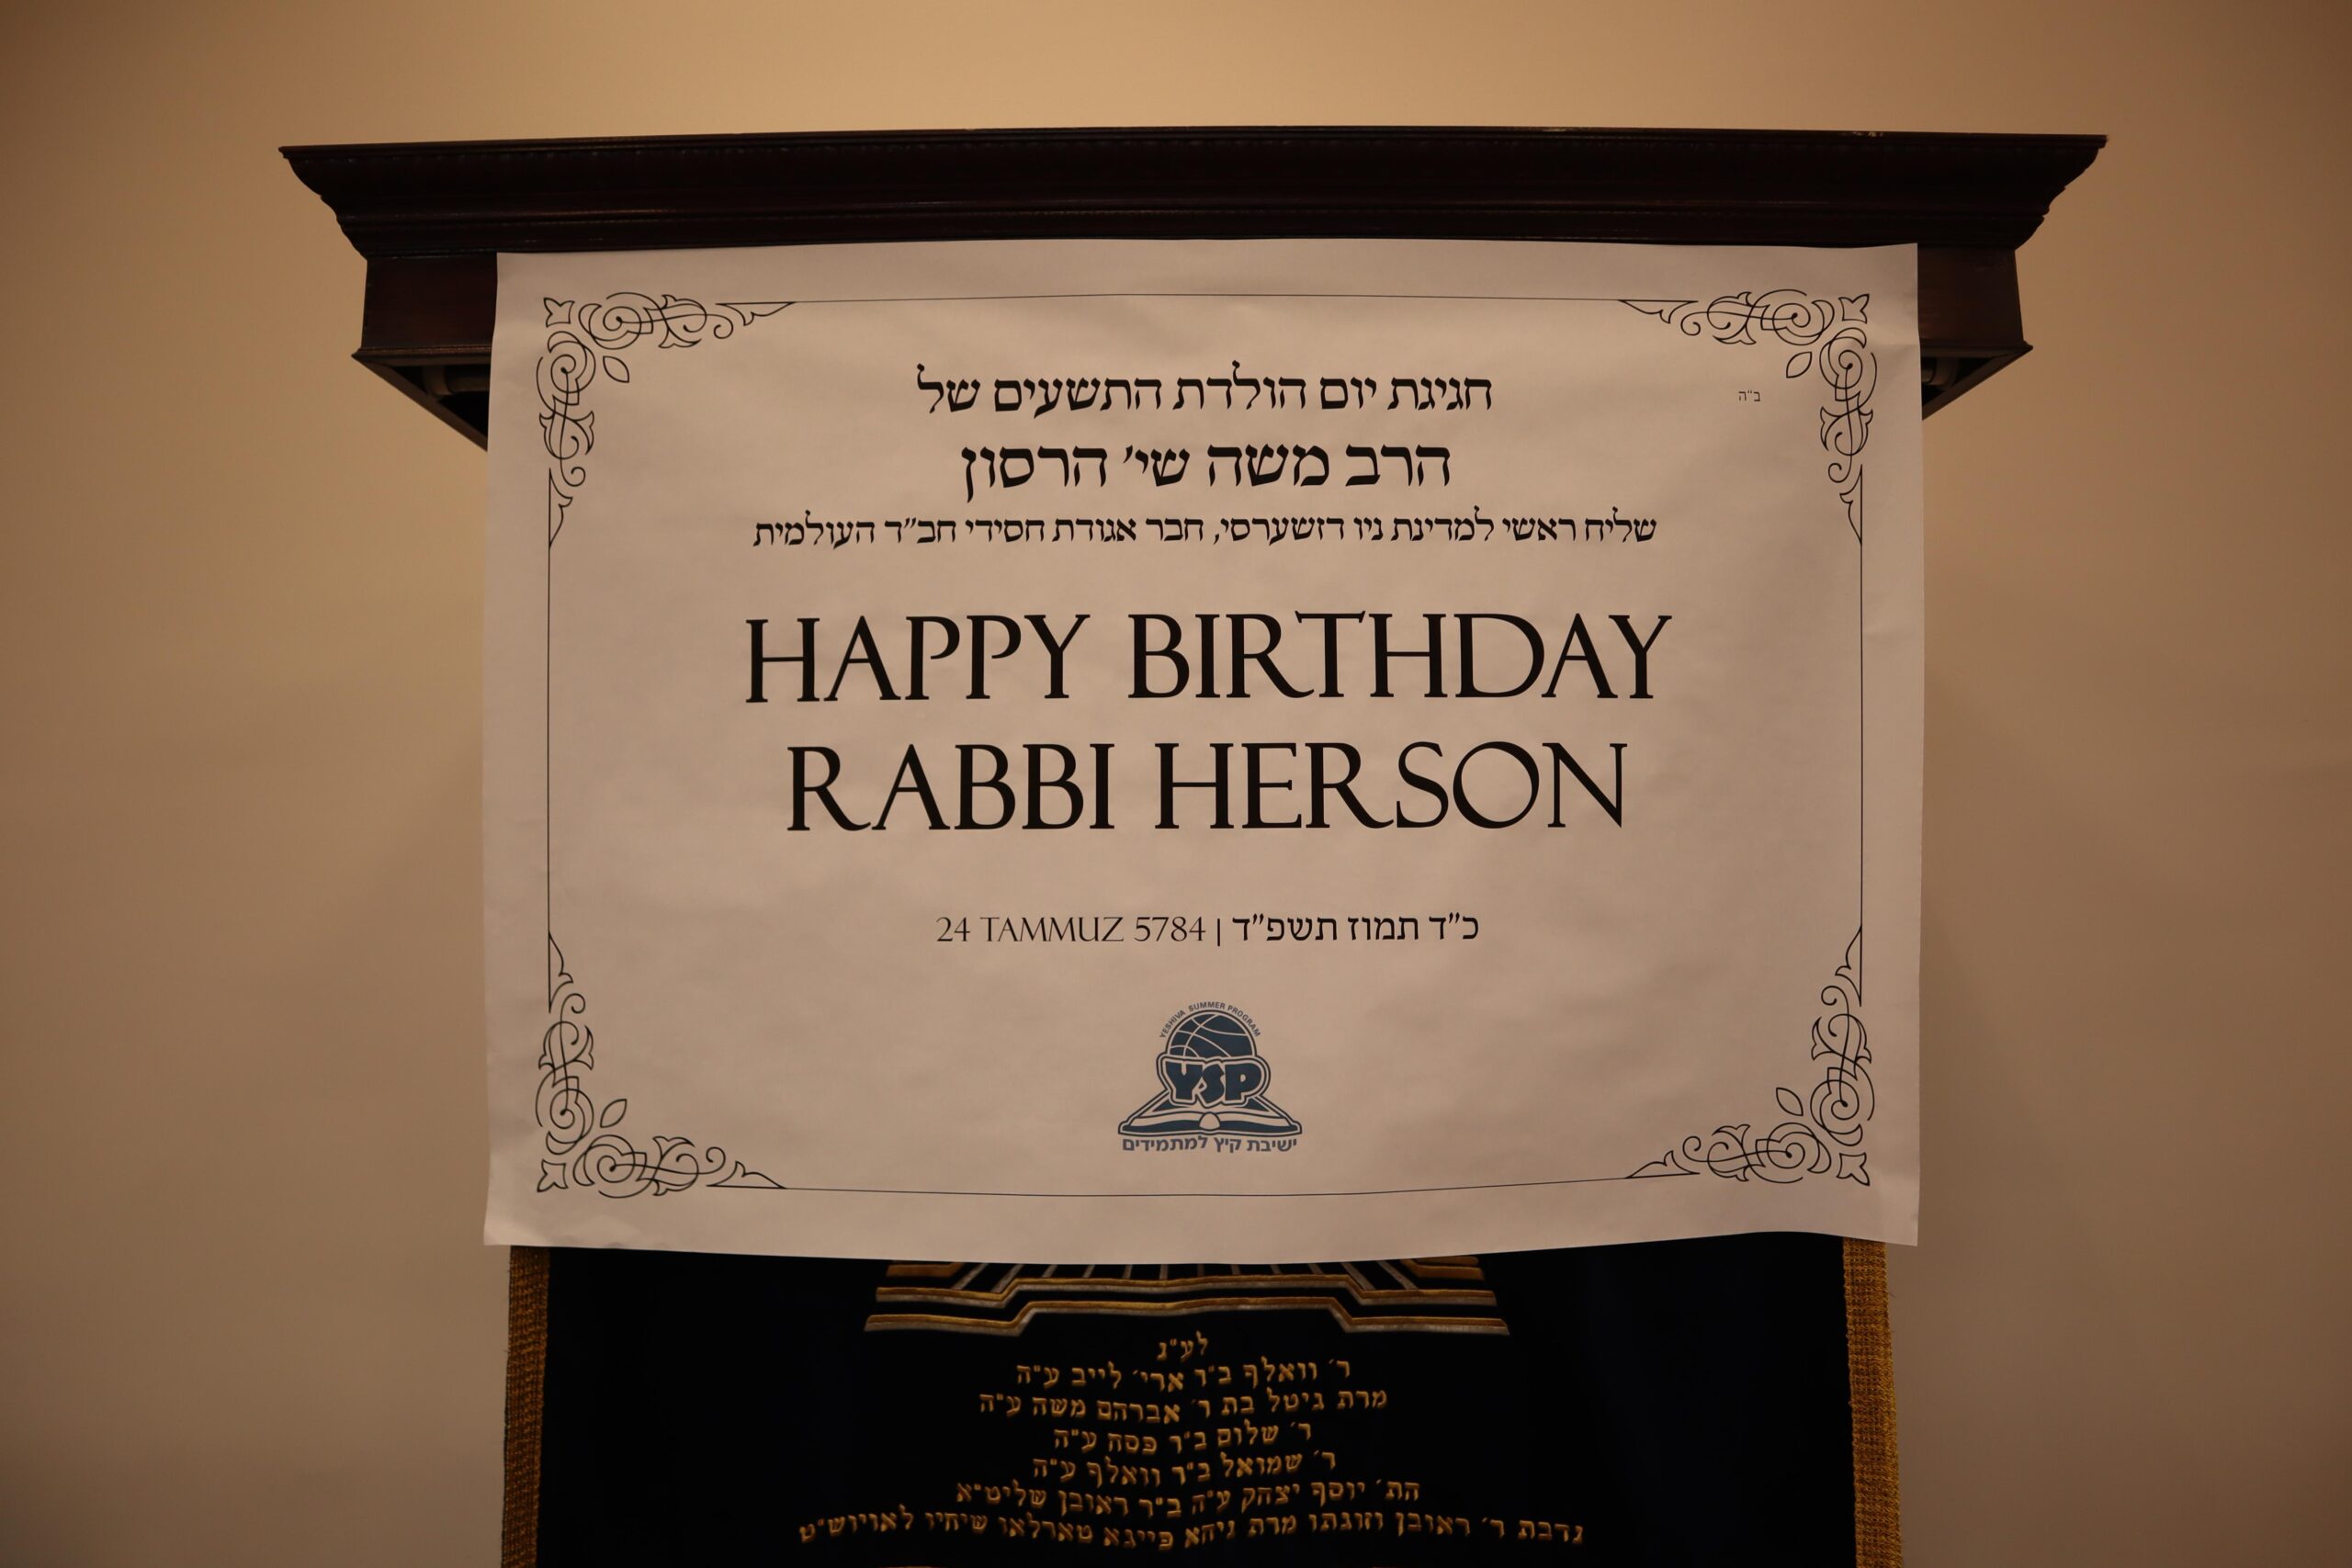 ב"ה
חגיגת יום הולדת התשעים של
הרב משה שי' הרסון
שליח ראשי למדינת ניו דזשערסי, חבר אגודת חסידי חב"ד העולמית
HAPPY BIRTHDAY
RABBI HERSON
24 TAMMUZ 5784 | כ"ד תמוז תשפ"ד
YESHIVA SUMMER PROGRAM
YSP
ישיבת קיץ למתמידים
לע"נ
ר' וואלף ב"ר ארי' לייב ע"ה
מרת גיטל בת ר' אברהם משה ע"ה
ר' שלום ב"ר פסח ע"ה
ר' שמואל ב"ר וואלף ע"ה
הת' יוסף יצחק ע"ה ב"ר ראובן שליט"א
נדבת ר' ראובן וזוגתו מרת ניחא פייגא טארלאו שיחיו לאויוש"ט